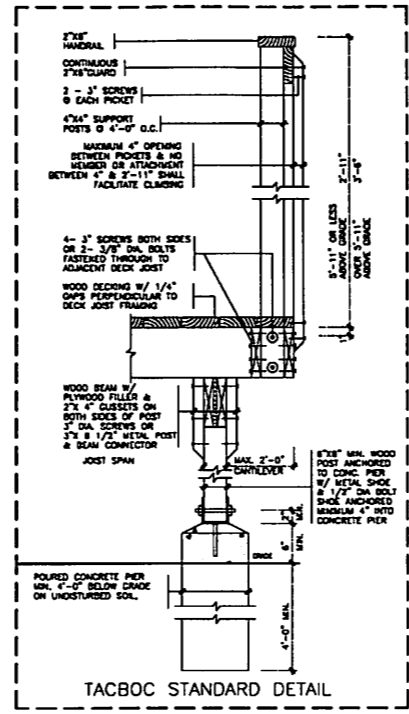 2"X6"
HANDRAIL
CONTINUOUS
2"X6"GUARD
2 - 3" SCREWS
@ EACH PICKET
4"X4" SUPPORT
POSTS @ 4'-0" O.C.
MAXIMUM 4" OPENING
BETWEEN PICKETS & NO
MEMBER OR ATTACHMENT
BETWEEN 4" & 2'-11" SHALL
FACILITATE CLIMBING
4- 3" SCREWS BOTH SIDES
OR 2- 3/8" DIA. BOLTS
FASTENED THROUGH TO
ADJACENT DECK JOIST
WOOD DECKING W/ 1/4"
GAPS PERPENDICULAR TO
DECK JOIST FRAMING
5'-11" OR LESS
ABOVE GRADE
2'-11"
OVER 5'-11"
ABOVE GRADE
3'-6"
WOOD BEAM W/
PLYWOOD FILLER &
2"X 4" GUSSETS ON
BOTH SIDES OF POST
3" DIA. SCREWS OR
3"X 8 1/2" METAL POST
& BEAM CONNECTOR
JOIST SPAN
MAX. 2'-0"
CANTILEVER
6"X6" MIN. WOOD
POST ANCHORED
TO CONC. PIER
W/ METAL SHOE
& 1/2" DIA BOLT
SHOE ANCHORED
MINIMUM 4" INTO
CONCRETE PIER
2"
MIN.
6"
MIN.
GRADE
POURED CONCRETE PIER
MIN. 4'-0" BELOW GRADE
ON UNDISTURBED SOIL.
4'-0" MIN.
TACBOC STANDARD DETAIL